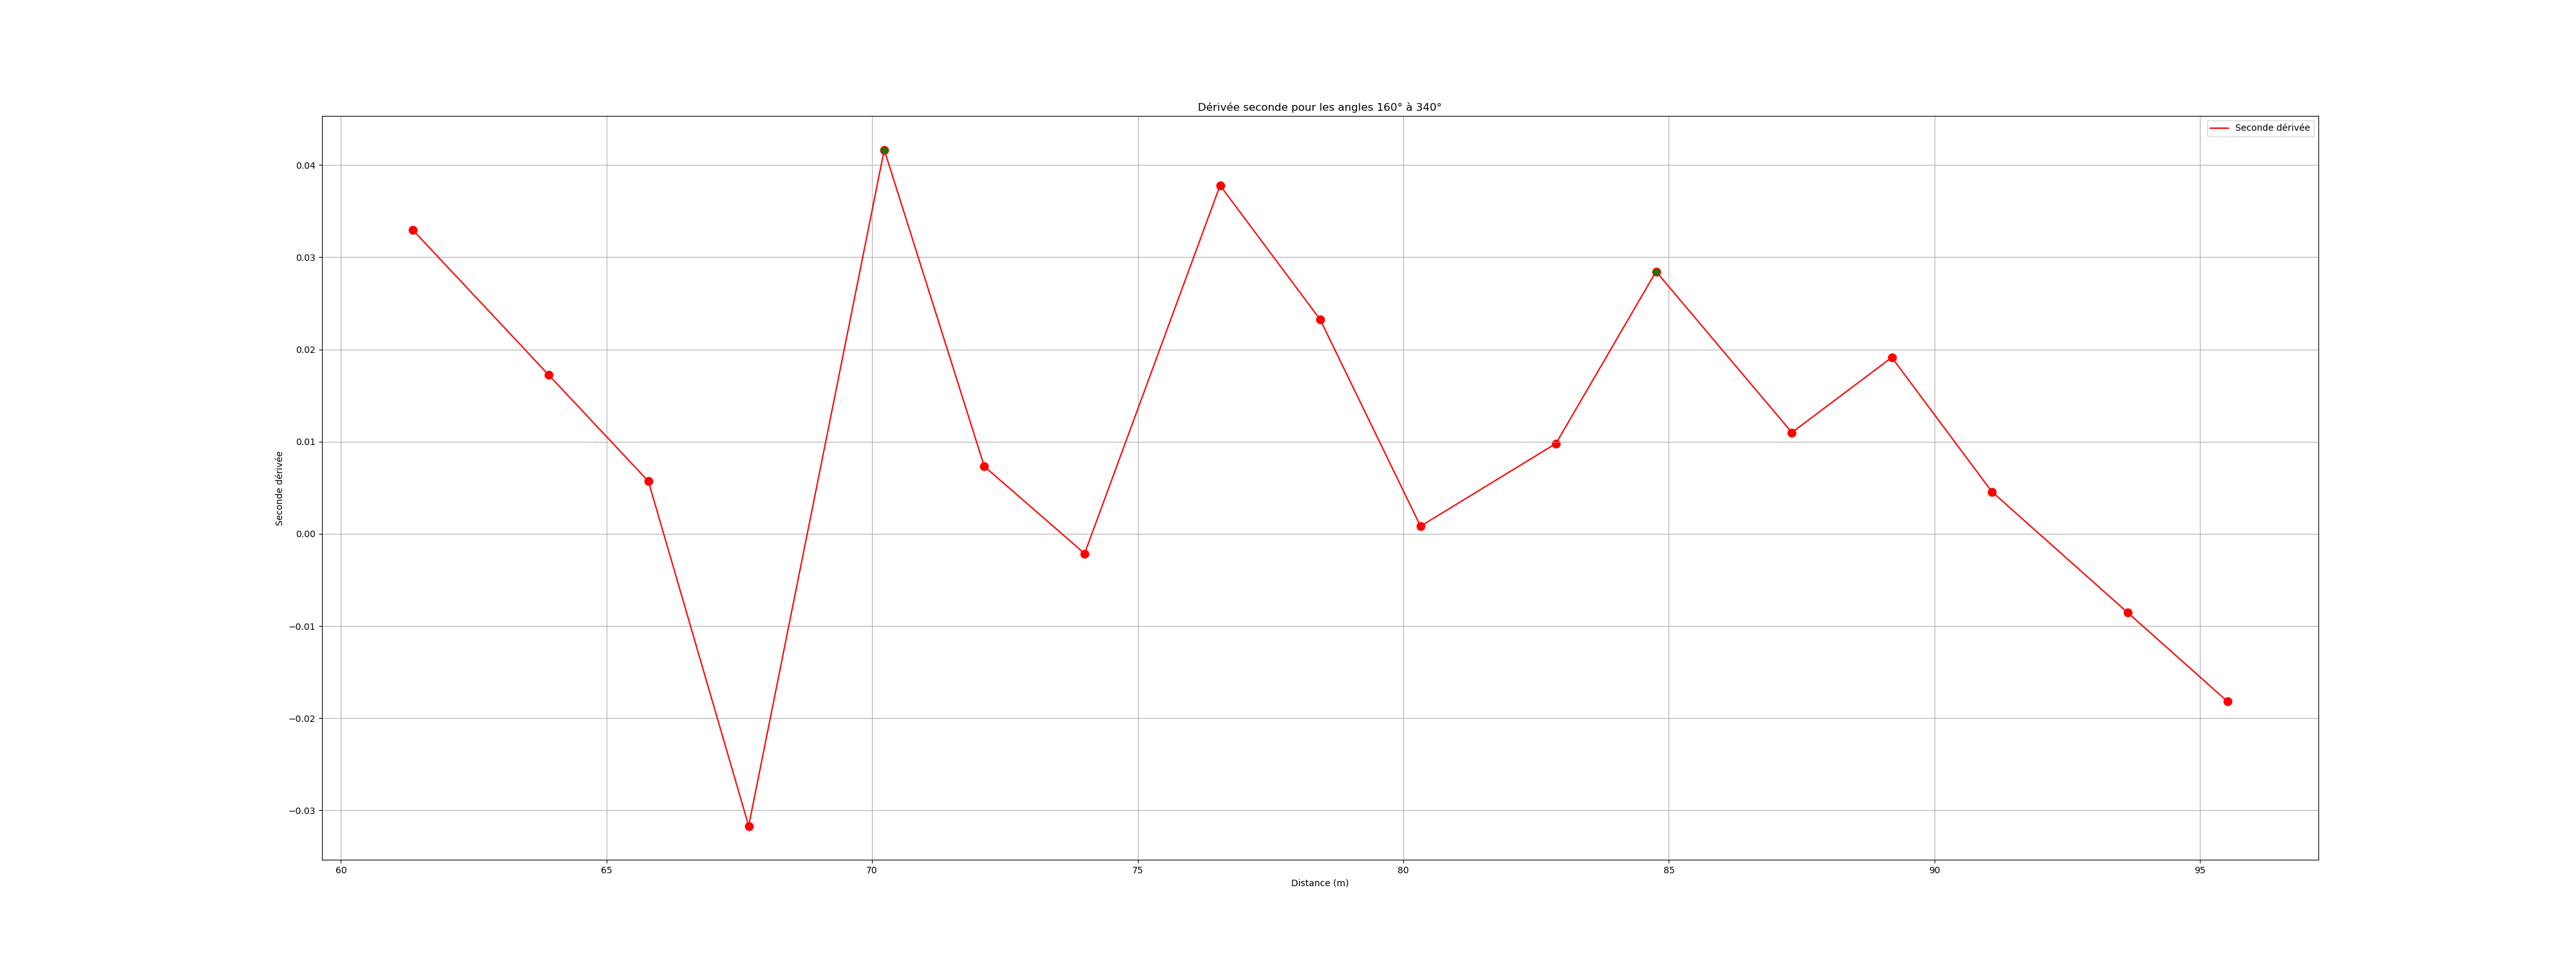 Dérivée seconde pour les angles 160° à 340°
Seconde dérivée
0.04
0.03
0.02
0.01
0.00
−0.01
−0.02
−0.03
Seconde dérivée
60 65 70 75 80 85 90 95
Distance (m)